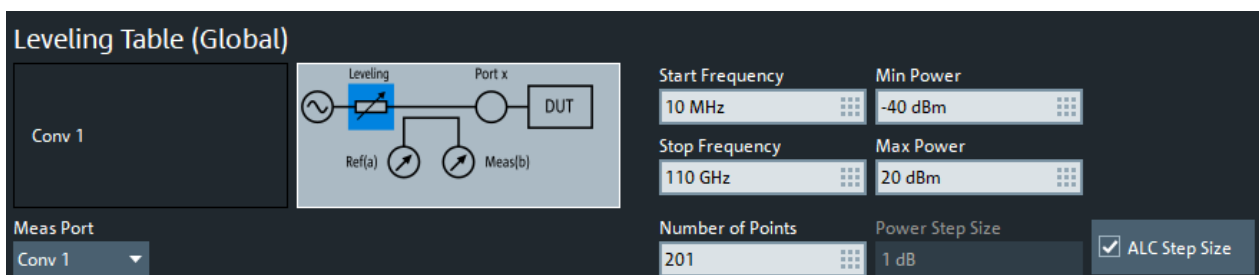 Leveling Table (Global)
Conv 1
Leveling
Port x
DUT
Ref(a)
Meas(b)
Start Frequency
Min Power
10 MHz
-40 dBm
Stop Frequency
Max Power
110 GHz
20 dBm
Meas Port
Conv 1
Number of Points
Power Step Size
201
1 dB
ALC Step Size